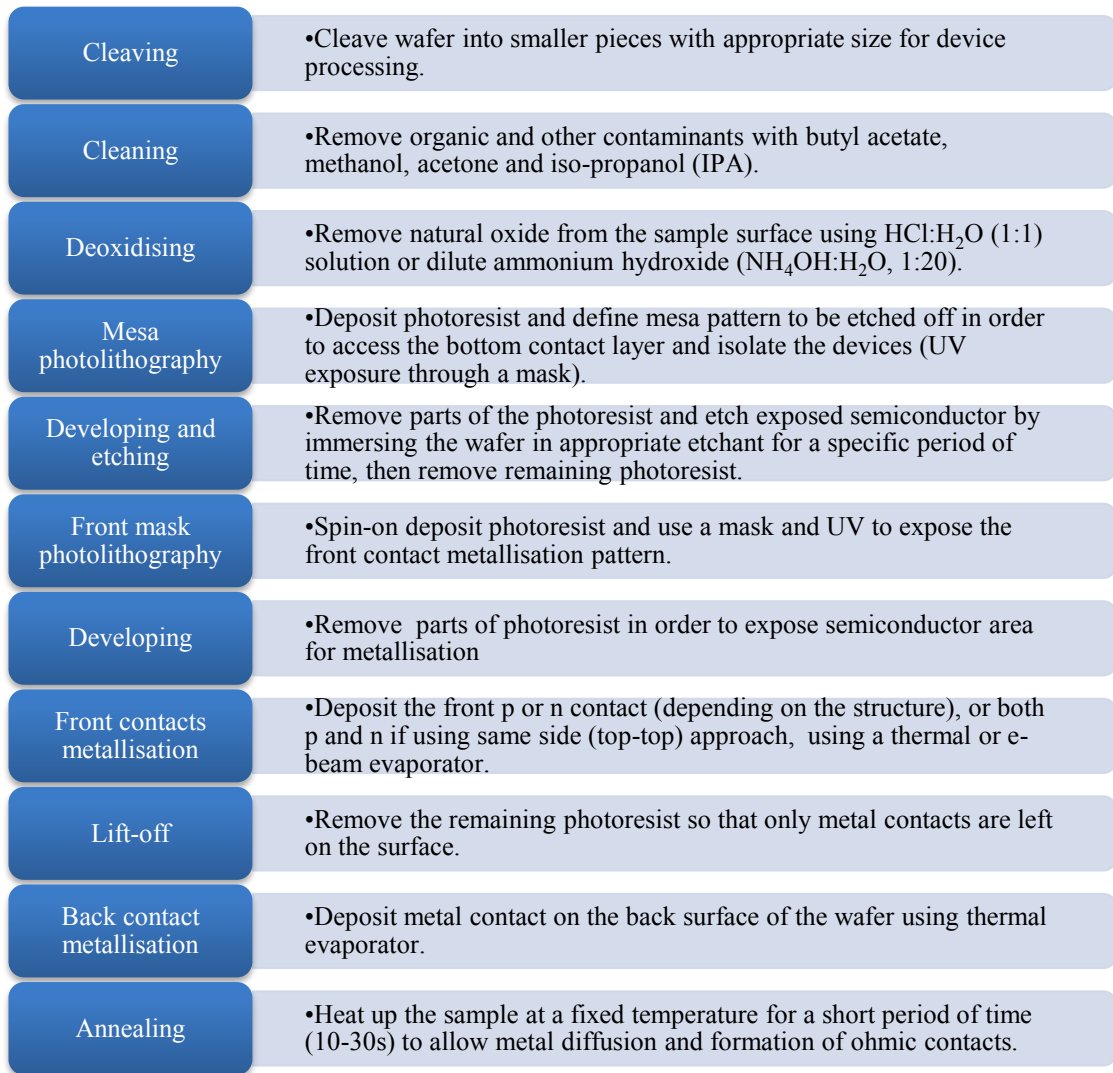 Cleaving
•Cleave wafer into smaller pieces with appropriate size for device
processing.
Cleaning
•Remove organic and other contaminants with butyl acetate,
methanol, acetone and iso-propanol (IPA).
Deoxidising
•Remove natural oxide from the sample surface using HCl:H₂O (1:1)
solution or dilute ammonium hydroxide (NH₄OH:H₂O, 1:20).
Mesa
photolithography
•Deposit photoresist and define mesa pattern to be etched off in order
to access the bottom contact layer and isolate the devices (UV
exposure through a mask).
Developing and
etching
•Remove parts of the photoresist and etch exposed semiconductor by
immersing the wafer in appropriate etchant for a specific period of
time, then remove remaining photoresist.
Front mask
photolithography
•Spin-on deposit photoresist and use a mask and UV to expose the
front contact metallisation pattern.
Developing
•Remove  parts of photoresist in order to expose semiconductor area
for metallisation
Front contacts
metallisation
•Deposit the front p or n contact (depending on the structure), or both
p and n if using same side (top-top) approach,  using a thermal or e-
beam evaporator.
Lift-off
•Remove the remaining photoresist so that only metal contacts are left
on the surface.
Back contact
metallisation
•Deposit metal contact on the back surface of the wafer using thermal
evaporator.
Annealing
•Heat up the sample at a fixed temperature for a short period of time
(10-30s) to allow metal diffusion and formation of ohmic contacts.